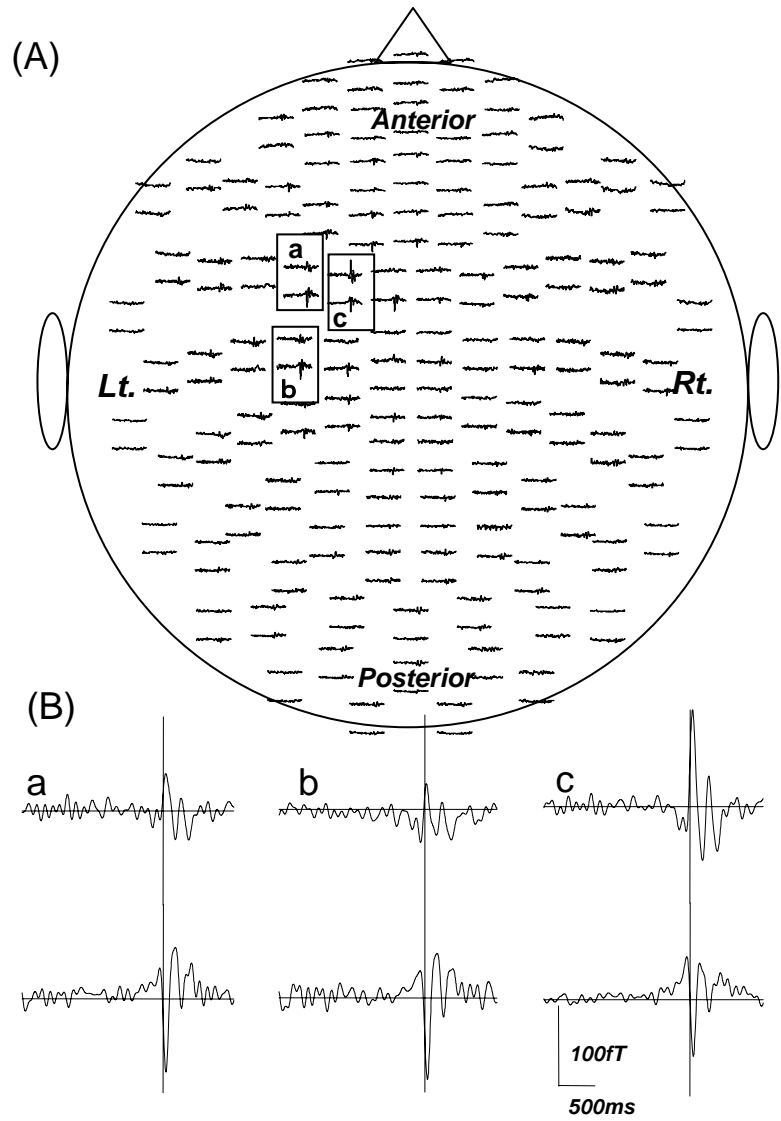 (A)
Anterior
a
c
b
Lt.
Rt.
Posterior
(B)
a
b
c
100fT
500ms